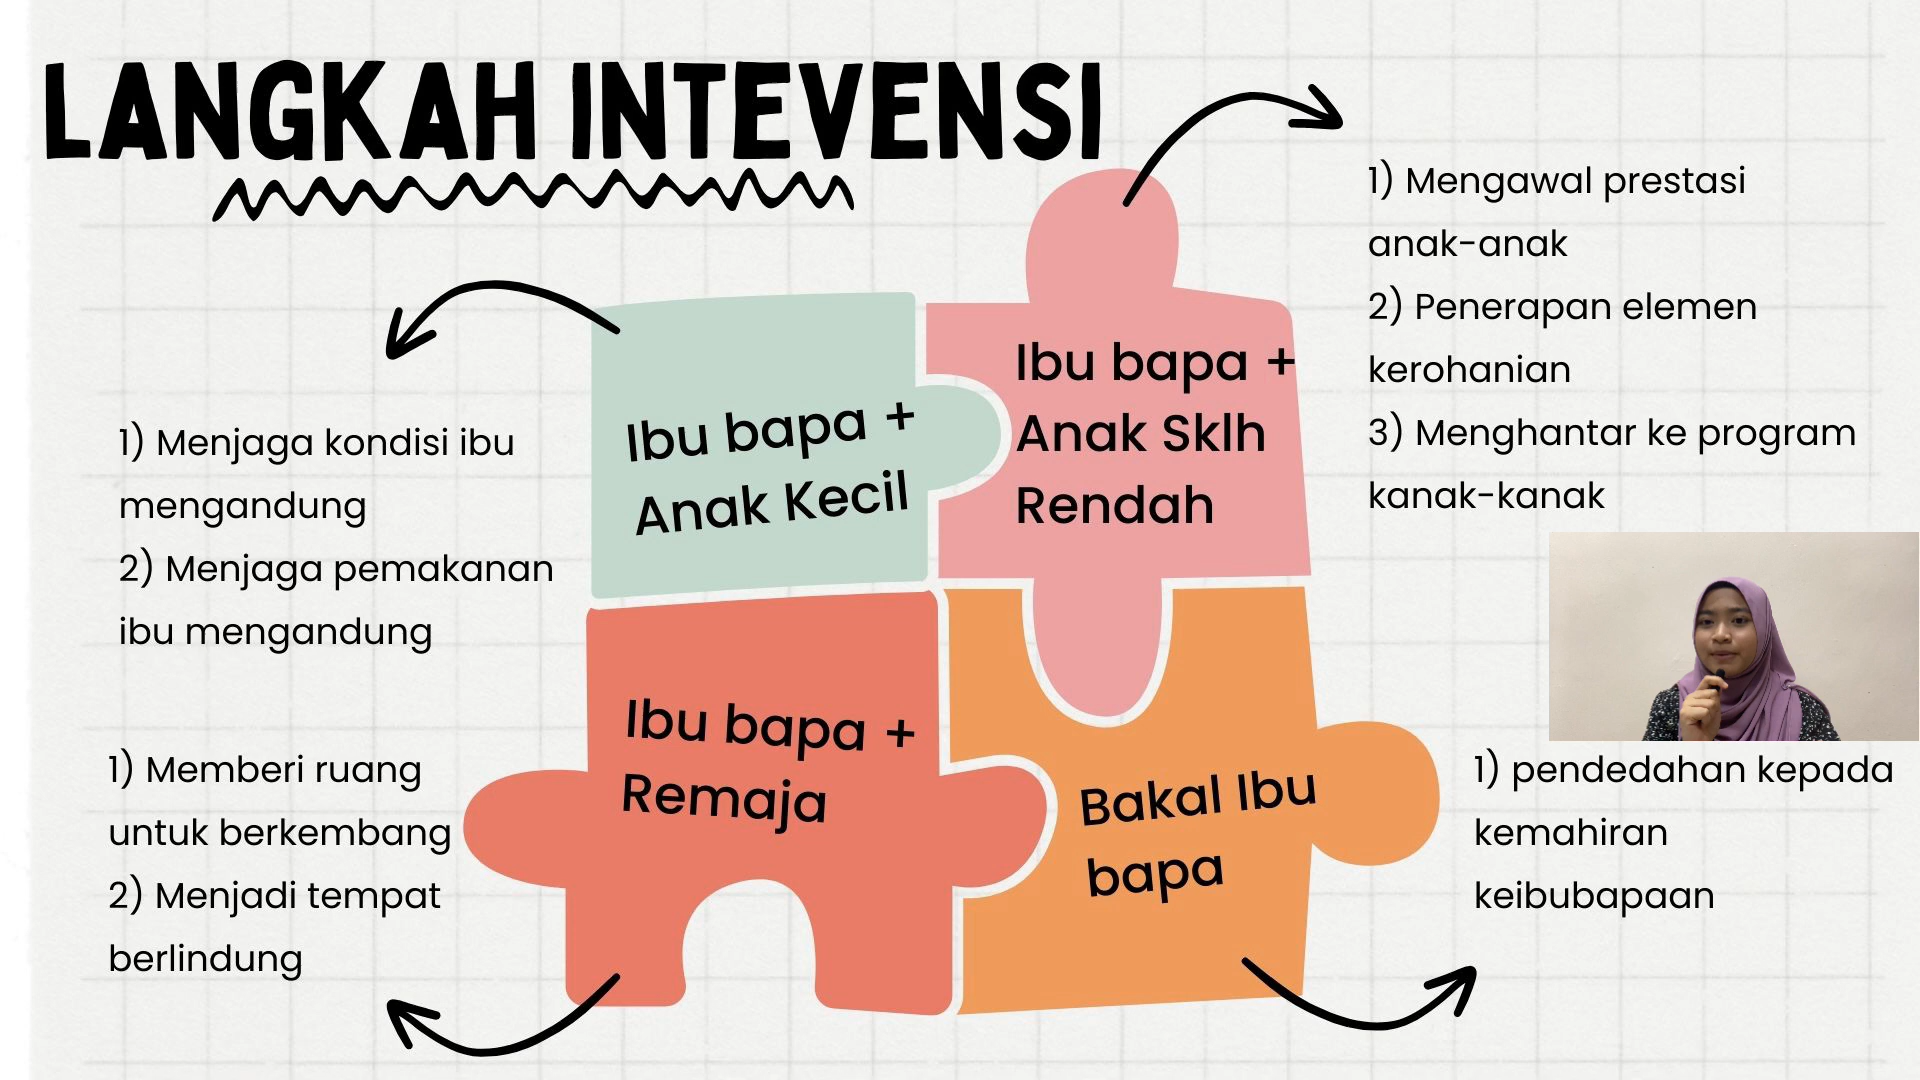 LANGKAH INTEVENSI
1) Mengawal prestasi
anak-anak
2) Penerapan elemen
kerohanian
3) Menghantar ke program
kanak-kanak
Ibu bapa +
Anak Kecil
Ibu bapa +
Anak Sklh
Rendah
1) Menjaga kondisi ibu
mengandung
2) Menjaga pemakanan
ibu mengandung
Ibu bapa +
Remaja
1) Memberi ruang
untuk berkembang
2) Menjadi tempat
berlindung
Bakal Ibu
bapa
1) pendedahan kepada
kemahiran
keibubapaan